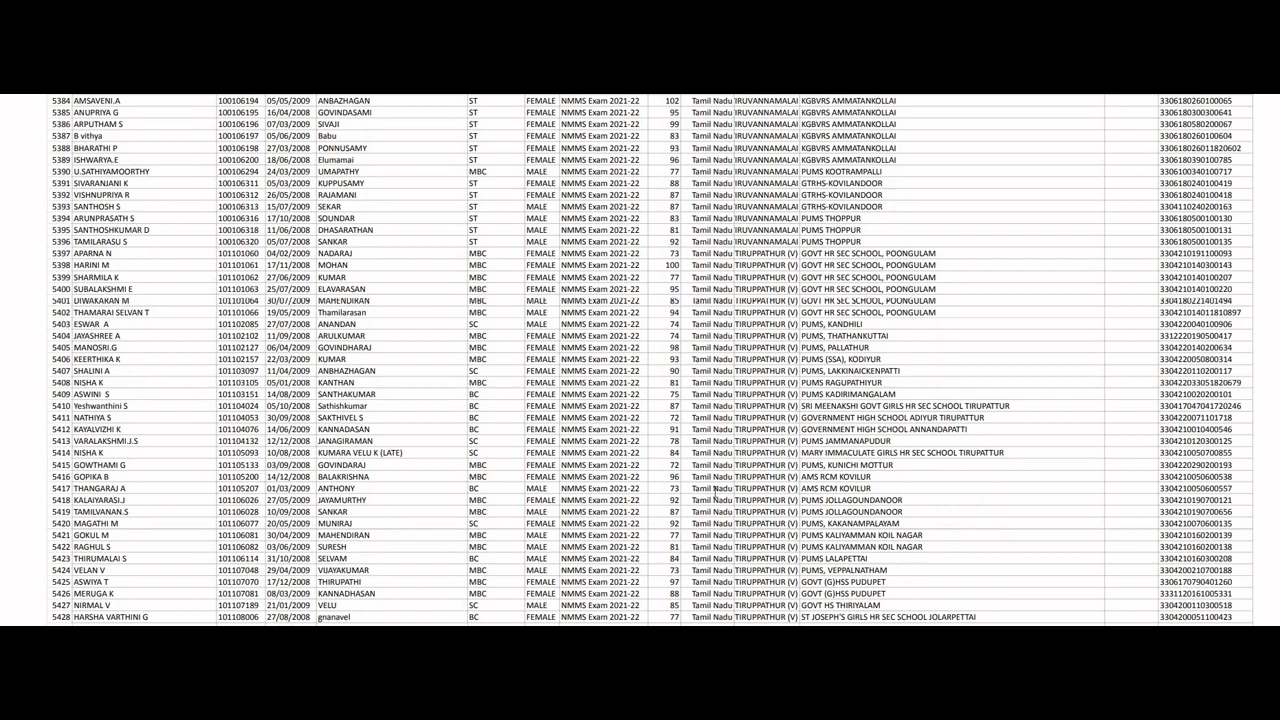 5384 AMSAVENI.A 100106194 05/05/2009 ANBAZHAGAN ST FEMALE NMMS Exam 2021-22 102 Tamil Nadu IRUVANNAMALAI KGBVRS AMMATANKOLLAI 3306180260100065
5385 ANUPRIYA G 100106195 16/04/2008 GOVINDASAMI ST FEMALE NMMS Exam 2021-22 95 Tamil Nadu IRUVANNAMALAI KGBVRS AMMATANKOLLAI 3306180300300641
5386 ARPUTHAM S 100106196 07/03/2009 SIVAJI ST FEMALE NMMS Exam 2021-22 99 Tamil Nadu IRUVANNAMALAI KGBVRS AMMATANKOLLAI 3306180580200067
5387 B vithya 100106197 05/06/2009 Babu ST FEMALE NMMS Exam 2021-22 83 Tamil Nadu IRUVANNAMALAI KGBVRS AMMATANKOLLAI 3306180260100604
5388 BHARATHI P 100106198 27/03/2008 PONNUSAMY ST FEMALE NMMS Exam 2021-22 93 Tamil Nadu IRUVANNAMALAI KGBVRS AMMATANKOLLAI 330618026011820602
5389 ISHWARYA.E 100106200 18/06/2008 Elumamai ST FEMALE NMMS Exam 2021-22 96 Tamil Nadu IRUVANNAMALAI KGBVRS AMMATANKOLLAI 3306180390100785
5390 U.SATHIYAMOORTHY 100106294 24/03/2009 UMAPATHY MBC MALE NMMS Exam 2021-22 77 Tamil Nadu IRUVANNAMALAI PUMS KOOTRAMPALLI 3306100340100717
5391 SIVARANJANI K 100106311 05/03/2009 KUPPUSAMY ST FEMALE NMMS Exam 2021-22 88 Tamil Nadu IRUVANNAMALAI GTRHS-KOVILANDOOR 3306180240100419
5392 VISHNUPRIYA R 100106312 26/05/2009 RAJAMANI ST FEMALE NMMS Exam 2021-22 87 Tamil Nadu IRUVANNAMALAI GTRHS-KOVILANDOOR 3306180240100418
5393 SANTHOSH S 100106313 15/07/2009 SEKAR ST MALE NMMS Exam 2021-22 87 Tamil Nadu IRUVANNAMALAI GTRHS-KOVILANDOOR 3304110240200163
5394 ARUNPRASATH S 100106316 17/10/2008 SOUNDAR ST MALE NMMS Exam 2021-22 83 Tamil Nadu IRUVANNAMALAI PUMS THOPPUR 3306180500100130
5395 SANTHOSHKUMAR D 100106318 11/06/2008 DHASARATHAN ST MALE NMMS Exam 2021-22 81 Tamil Nadu IRUVANNAMALAI PUMS THOPPUR 3306180500100131
5396 TAMILARASU S 100106320 05/07/2008 SANKAR ST MALE NMMS Exam 2021-22 92 Tamil Nadu IRUVANNAMALAI PUMS THOPPUR 3306180500100135
5397 APARNA N 101101060 04/02/2009 NADARAJ MBC FEMALE NMMS Exam 2021-22 73 Tamil Nadu TIRUPPATHUR (V) GOVT HR SEC SCHOOL, POONGULAM 3304210191100093
5398 HARINI M 101101061 17/11/2008 MOHAN MBC FEMALE NMMS Exam 2021-22 100 Tamil Nadu TIRUPPATHUR (V) GOVT HR SEC SCHOOL, POONGULAM 3304210140300143
5399 SHARMILA K 101101062 27/06/2009 KUMAR MBC FEMALE NMMS Exam 2021-22 77 Tamil Nadu TIRUPPATHUR (V) GOVT HR SEC SCHOOL, POONGULAM 3304210140100207
5400 SUBALAKSHMI E 101101063 25/07/2009 ELAVARASAN MBC FEMALE NMMS Exam 2021-22 95 Tamil Nadu TIRUPPATHUR (V) GOVT HR SEC SCHOOL, POONGULAM 3304210140100220
5401 DIWAKARAN M 101101064 30/07/2009 MAHENDIRAN MBC MALE NMMS Exam 2021-22 85 Tamil Nadu TIRUPPATHUR (V) GOVT HR SEC SCHOOL, POONGULAM 3304180221401494
5402 THAMARAI SELVAN T 101101066 19/05/2009 Thamilarasan MBC MALE NMMS Exam 2021-22 94 Tamil Nadu TIRUPPATHUR (V) GOVT HR SEC SCHOOL, POONGULAM 330421014011810897
5403 ESWAR A 101102085 27/07/2008 ANANDAN SC MALE NMMS Exam 2021-22 74 Tamil Nadu TIRUPPATHUR (V) PUMS, KANDHILI 3304220040100906
5404 JAYASHREE A 101102102 11/09/2008 ARULKUMAR MBC FEMALE NMMS Exam 2021-22 74 Tamil Nadu TIRUPPATHUR (V) PUMS, THATHANKUTTAI 3312220190500417
5405 MANOSRI.G 101102127 06/04/2009 GOVINDHARAJ MBC FEMALE NMMS Exam 2021-22 98 Tamil Nadu TIRUPPATHUR (V) PUMS, PALLATHUR 3304220140200634
5406 KEERTHIKA K 101102157 22/03/2009 KUMAR MBC FEMALE NMMS Exam 2021-22 93 Tamil Nadu TIRUPPATHUR (V) PUMS (SSA), KODIYUR 3304220050800314
5407 SHALINI A 101103097 11/04/2009 ANBHAZHAGAN SC FEMALE NMMS Exam 2021-22 90 Tamil Nadu TIRUPPATHUR (V) PUMS, LAKKINAICKENPATTI 3304220110200117
5408 NISHA K 101103105 05/01/2008 KANTHAN MBC FEMALE NMMS Exam 2021-22 81 Tamil Nadu TIRUPPATHUR (V) PUMS RAGUPATHIYUR 330422033051820679
5409 ASWINI S 101103151 14/08/2009 SANTHAKUMAR BC FEMALE NMMS Exam 2021-22 75 Tamil Nadu TIRUPPATHUR (V) PUMS KADIRIMANGALAM 3304210020200101
5410 Yeshwanthini S 101104024 05/10/2008 Sathishkumar BC FEMALE NMMS Exam 2021-22 87 Tamil Nadu TIRUPPATHUR (V) SRI MEENAKSHI GOVT GIRLS HR SEC SCHOOL TIRUPATTUR 330417047041720246
5411 NATHIYA S 101104053 10/09/2008 SAKTHIVEL S BC FEMALE NMMS Exam 2021-22 72 Tamil Nadu TIRUPPATHUR (V) GOVERNMENT HIGH SCHOOL ADIYUR TIRUPATTUR 3304220071101718
5412 KAYALVIZHI K 101104076 14/06/2009 KANNADASAN BC FEMALE NMMS Exam 2021-22 91 Tamil Nadu TIRUPPATHUR (V) GOVERNMENT HIGH SCHOOL ANNANDAPATTI 3304210010400546
5413 VARALAKSHMI.J.S 101104132 12/12/2008 JANAGIRAMAN SC FEMALE NMMS Exam 2021-22 78 Tamil Nadu TIRUPPATHUR (V) PUMS JAMMANAPUDUR 3304210120300125
5414 NISHA K 101105093 10/08/2008 KUMARA VELU K (LATE) SC FEMALE NMMS Exam 2021-22 84 Tamil Nadu TIRUPPATHUR (V) MARY IMMACULATE GIRLS HR SEC SCHOOL TIRUPATTUR 3304210050700855
5415 GOWTHAMI G 101105133 03/09/2008 GOVINDARAJ MBC FEMALE NMMS Exam 2021-22 72 Tamil Nadu TIRUPPATHUR (V) PUMS, KUNICHI MOTTUR 3304220290200193
5416 GOPIKA B 101105200 14/12/2008 BALAKRISHNA MBC FEMALE NMMS Exam 2021-22 96 Tamil Nadu TIRUPPATHUR (V) AMS RCM KOVILUR 3304210050600538
5417 THANGARAJ A 101105207 01/03/2009 ANTHONY BC MALE NMMS Exam 2021-22 73 Tamil Nadu TIRUPPATHUR (V) AMS RCM KOVILUR 3304210050600557
5418 KALAIYARASI.J 101106026 27/05/2009 JAYAMURTHY MBC FEMALE NMMS Exam 2021-22 92 Tamil Nadu TIRUPPATHUR (V) PUMS JOLLAGOUNDANOOR 3304210190700121
5419 TAMILVANAN.S 101106028 10/09/2008 SANKAR MBC MALE NMMS Exam 2021-22 87 Tamil Nadu TIRUPPATHUR (V) PUMS JOLLAGOUNDANOOR 3304210190700656
5420 MAGATHI M 101106077 20/05/2009 MUNIRAJ SC FEMALE NMMS Exam 2021-22 92 Tamil Nadu TIRUPPATHUR (V) PUMS, KAKANAMPALAYAM 3304210070600135
5421 GOKUL M 101106081 30/04/2009 MAHENDIRAN MBC MALE NMMS Exam 2021-22 77 Tamil Nadu TIRUPPATHUR (V) PUMS KALIYAMMAN KOIL NAGAR 3304210160200139
5422 RAGHUL S 101106082 03/06/2009 SURESH MBC MALE NMMS Exam 2021-22 81 Tamil Nadu TIRUPPATHUR (V) PUMS KALIYAMMAN KOIL NAGAR 3304210160200138
5423 THIRUMALAI S 101106114 31/10/2008 SELVAM BC MALE NMMS Exam 2021-22 84 Tamil Nadu TIRUPPATHUR (V) PUMS LALAPETTAI 3304210160300208
5424 VELAN V 101107048 29/04/2009 VIJAYAKUMAR MBC MALE NMMS Exam 2021-22 73 Tamil Nadu TIRUPPATHUR (V) PUMS, VEPPALNATHAM 3304200210700188
5425 ASWIYA T 101107070 17/12/2008 THIRUPATHI MBC FEMALE NMMS Exam 2021-22 97 Tamil Nadu TIRUPPATHUR (V) GOVT (G)HSS PUDUPET 3306170790401260
5426 MERUGA K 101107081 08/03/2009 KANNADHASAN MBC FEMALE NMMS Exam 2021-22 88 Tamil Nadu TIRUPPATHUR (V) GOVT (G)HSS PUDUPET 3331120161005331
5427 NIRMAL V 101107189 21/01/2009 VELU SC MALE NMMS Exam 2021-22 85 Tamil Nadu TIRUPPATHUR (V) GOVT HS THIRIYALAM 3304200110300518
5428 HARSHA VARTHINI G 101108006 27/08/2008 gnanavel BC FEMALE NMMS Exam 2021-22 77 Tamil Nadu TIRUPPATHUR (V) ST JOSEPH'S GIRLS HR SEC SCHOOL JOLARPETTAI 3304200051100423